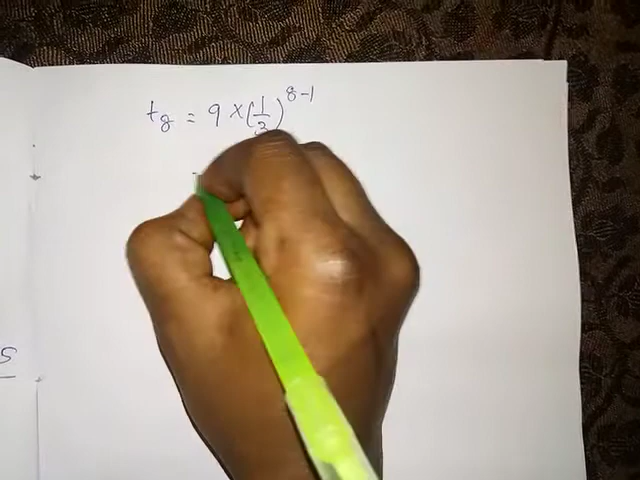 t₈ = 9 × (1/3)^8-1
S